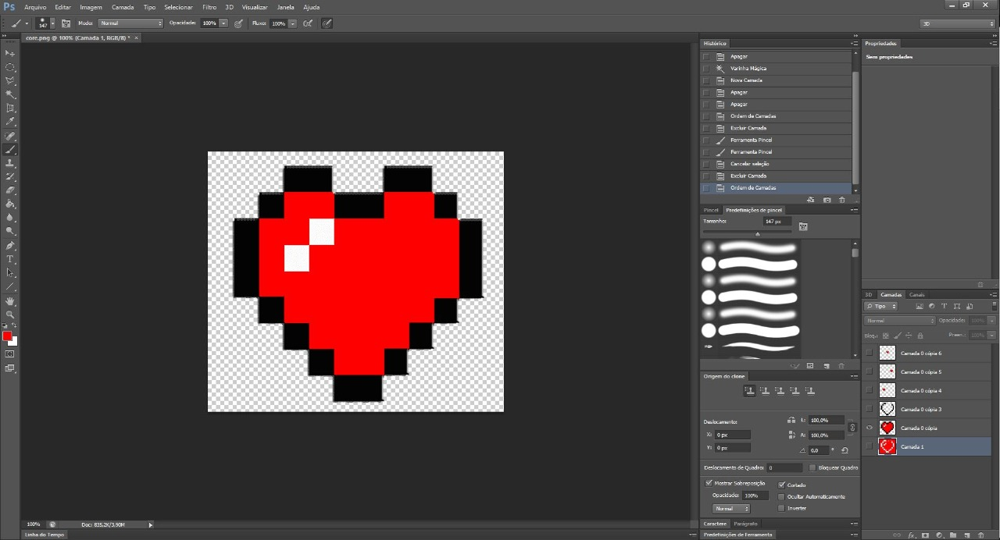 Ps Arquivo Editar Imagem Camada Tipo Selecionar Filtro 3D Visualizar Janela Ajuda
147 Modo: Normal Opacidade: 100% Fluxo: 100% 3D
core.png @ 100% (Camada 1, RGB/8) * ×
Histórico
Apagar
Varinha Mágica
Nova Camada
Apagar
Apagar
Ordem de Camadas
Excluir Camada
Ferramenta Pincel
Ferramenta Pincel
Cancelar seleção
Excluir Camada
Ordem de Camadas
Pincel Predefinições de pincel
Tamanho: 147 px
Origem do clone
Deslocamento: L: 100,0%
X: 0 px A: 100,0%
Y: 0 px 0,0 °
Deslocamento de Quadro: 0 Bloquear Quadro
Mostrar Sobreposição Cortado
Opacidade: 100% Ocultar Automaticamente
Normal Inverter
Caractere Parágrafo
Predefinições de Ferramenta
Propriedades
Sem propriedades
3D Camadas Canais
Tipo
Normal Opacidade: 100%
Bloq.: Preen.: 100%
Camada 0 cópia 6
Camada 0 cópia 5
Camada 0 cópia 4
Camada 0 cópia 3
Camada 0 cópia
Camada 1
fx
100% Doc: 835,2K/3,90M
Linha do Tempo